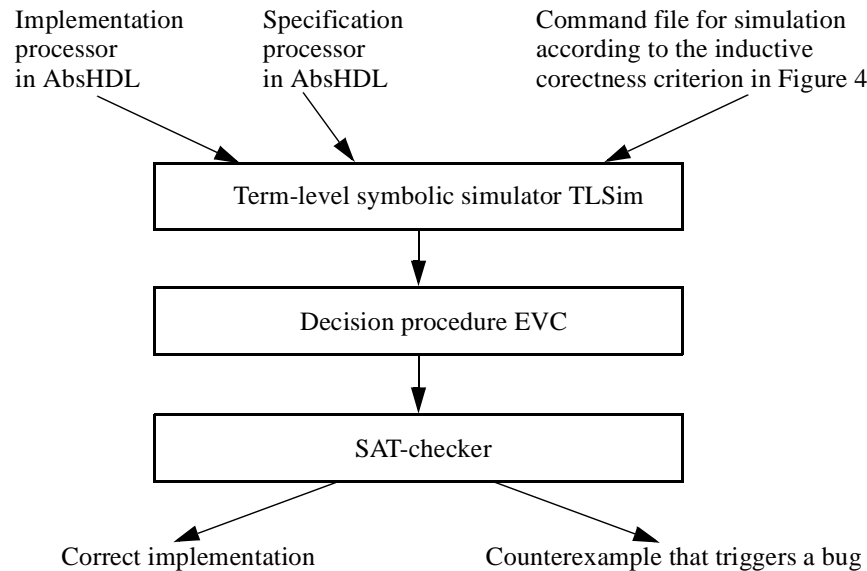 Implementation
processor
in AbsHDL
Specification
processor
in AbsHDL
Command file for simulation
according to the inductive
corectness criterion in Figure 4
Term-level symbolic simulator TLSim
Decision procedure EVC
SAT-checker
Correct implementation
Counterexample that triggers a bug